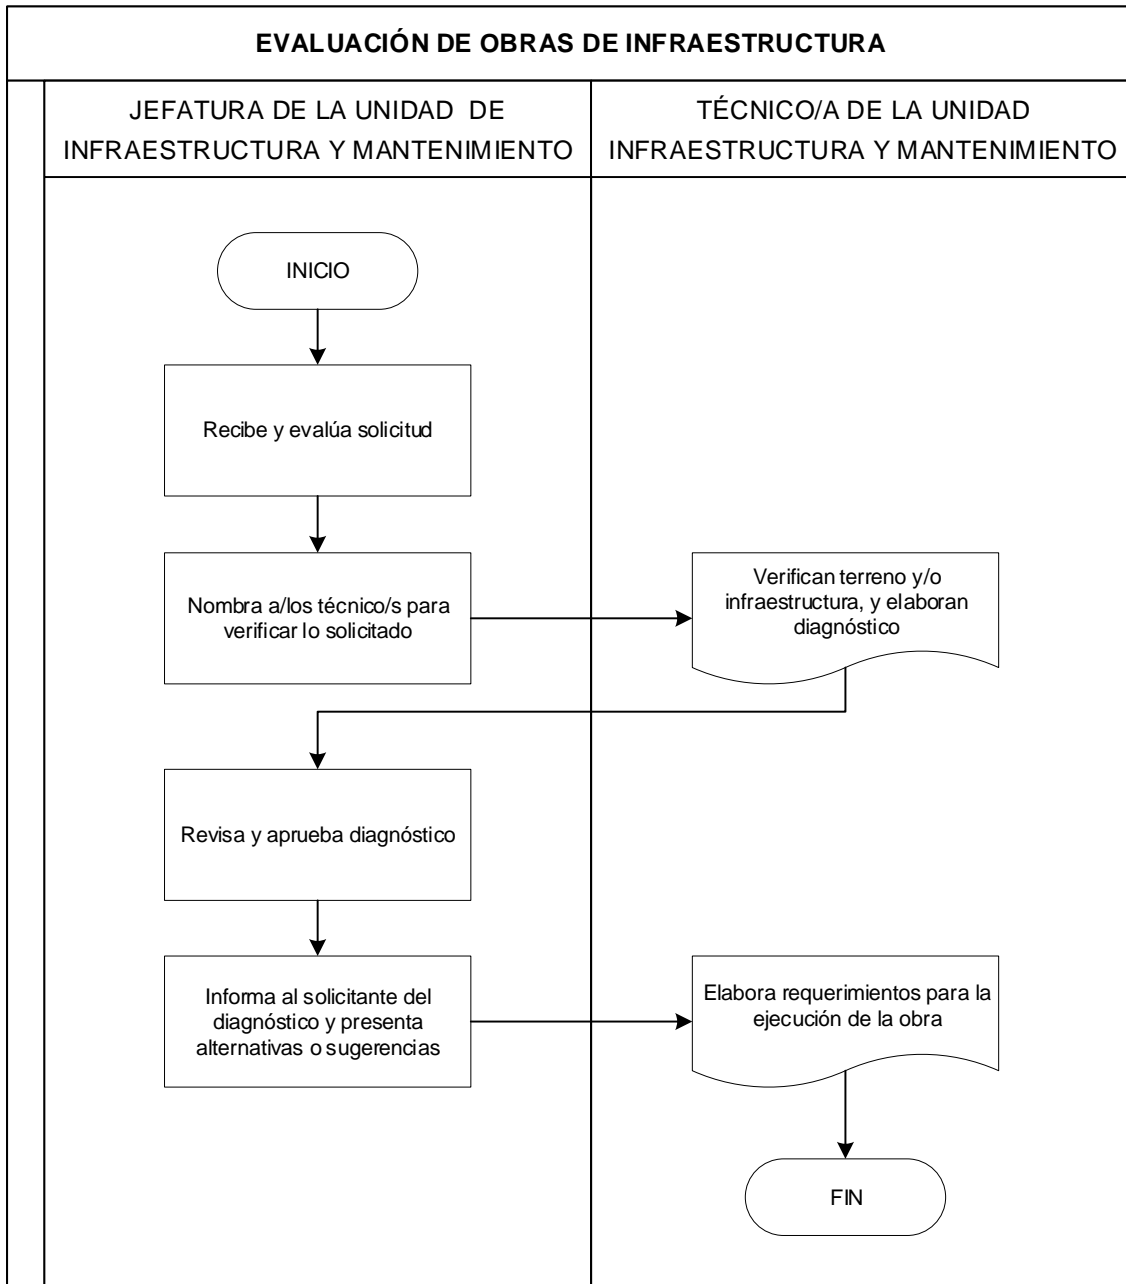 EVALUACIÓN DE OBRAS DE INFRAESTRUCTURA
JEFATURA DE LA UNIDAD DE
INFRAESTRUCTURA Y MANTENIMIENTO
TÉCNICO/A DE LA UNIDAD
INFRAESTRUCTURA Y MANTENIMIENTO
INICIO
Recibe y evalúa solicitud
Nombra a/los técnico/s para
verificar lo solicitado
Verifican terreno y/o
infraestructura, y elaboran
diagnóstico
Revisa y aprueba diagnóstico
Informa al solicitante del
diagnóstico y presenta
alternativas o sugerencias
Elabora requerimientos para la
ejecución de la obra
FIN